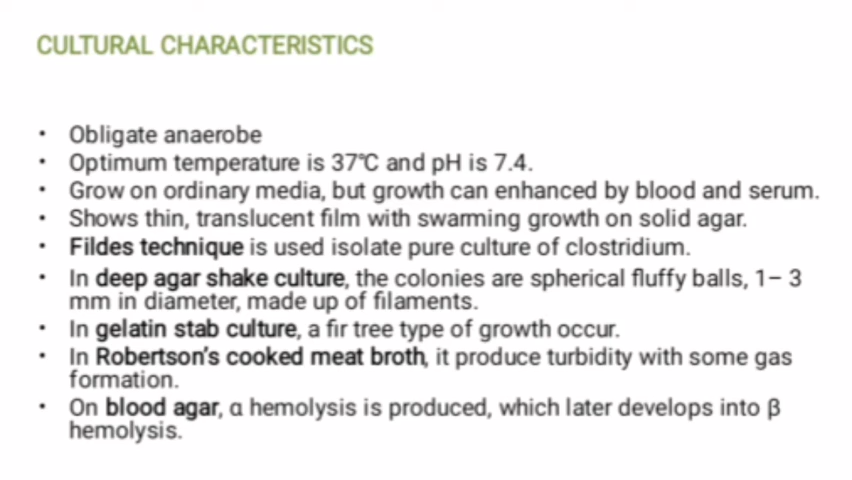 CULTURAL CHARACTERISTICS
• Obligate anaerobe
• Optimum temperature is 37°C and pH is 7.4.
• Grow on ordinary media, but growth can enhanced by blood and serum.
• Shows thin, translucent film with swarming growth on solid agar.
• Fildes technique is used isolate pure culture of clostridium.
• In deep agar shake culture, the colonies are spherical fluffy balls, 1– 3
mm in diameter, made up of filaments.
• In gelatin stab culture, a fir tree type of growth occur.
• In Robertson's cooked meat broth, it produce turbidity with some gas
formation.
• On blood agar, α hemolysis is produced, which later develops into β
hemolysis.